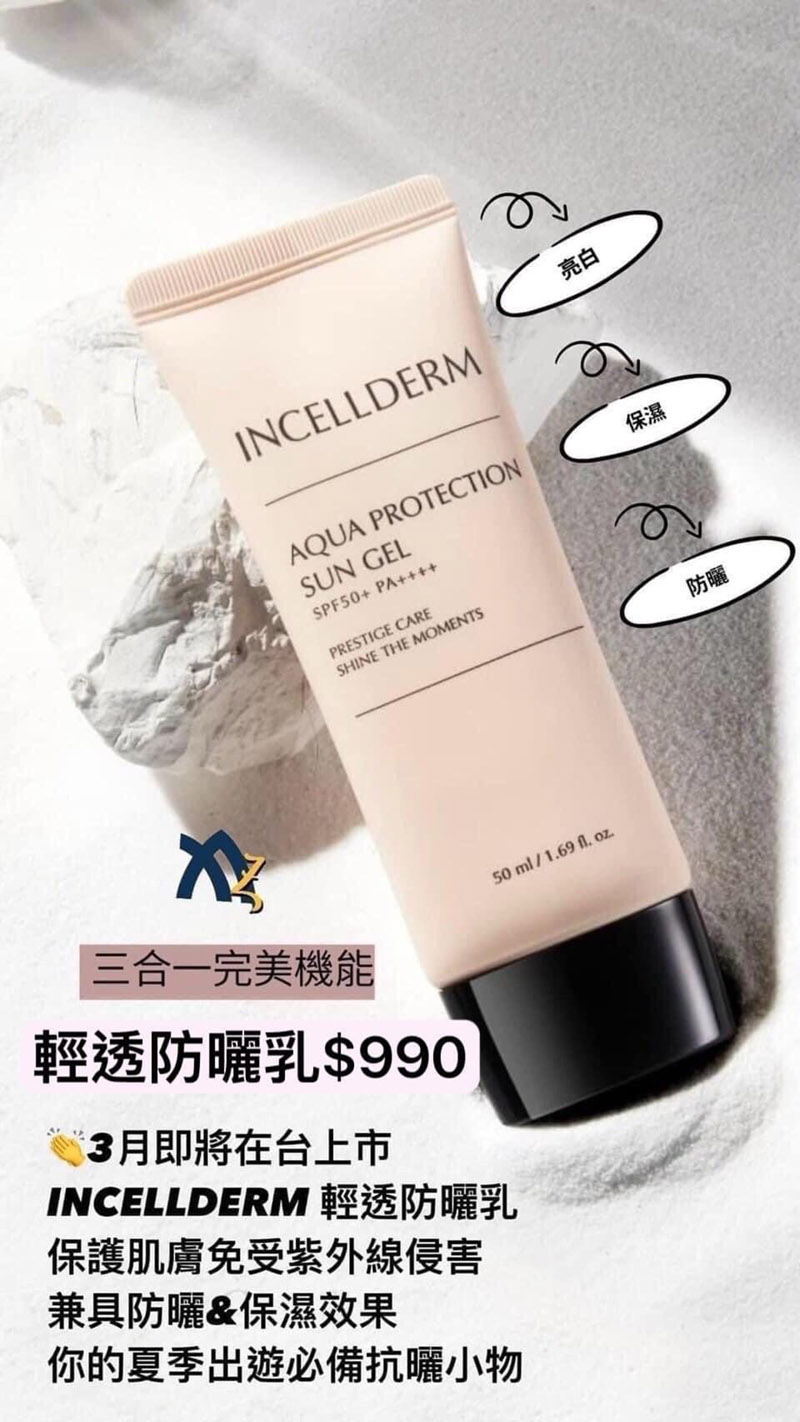 亮白
保濕
防曬
INCELLDERM
AQUA PROTECTION
SUN GEL
SPF50+ PA++++
PRESTIGE CARE
SHINE THE MOMENTS
50 ml / 1.69 fl. oz.
三合一完美機能
輕透防曬乳$990
👏3月即將在台上市
INCELLDERM 輕透防曬乳
保護肌膚免受紫外線侵害
兼具防曬&保濕效果
你的夏季出遊必備抗曬小物